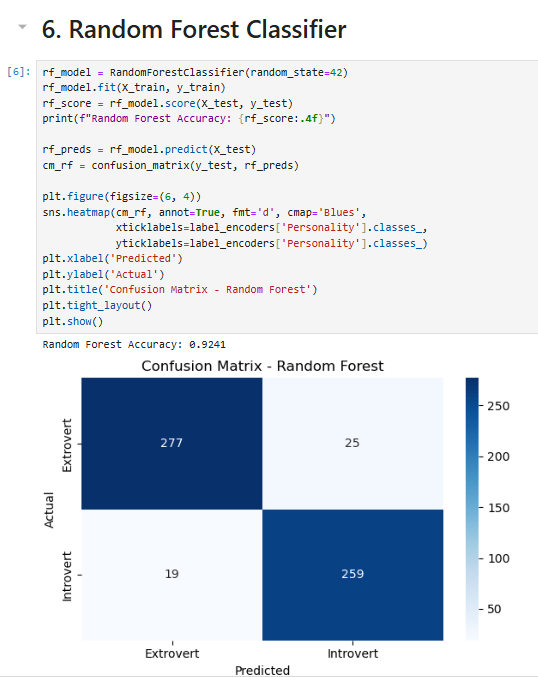 6. Random Forest Classifier
[6]:
rf_model = RandomForestClassifier(random_state=42)
rf_model.fit(X_train, y_train)
rf_score = rf_model.score(X_test, y_test)
print(f"Random Forest Accuracy: {rf_score:.4f}")
rf_preds = rf_model.predict(X_test)
cm_rf = confusion_matrix(y_test, rf_preds)
plt.figure(figsize=(6, 4))
sns.heatmap(cm_rf, annot=True, fmt='d', cmap='Blues',
xticklabels=label_encoders['Personality'].classes_,
yticklabels=label_encoders['Personality'].classes_)
plt.xlabel('Predicted')
plt.ylabel('Actual')
plt.title('Confusion Matrix - Random Forest')
plt.tight_layout()
plt.show()
Random Forest Accuracy: 0.9241
Confusion Matrix - Random Forest
Actual
Extrovert
277
25
Introvert
19
259
Extrovert
Introvert
Predicted
250
200
150
100
50